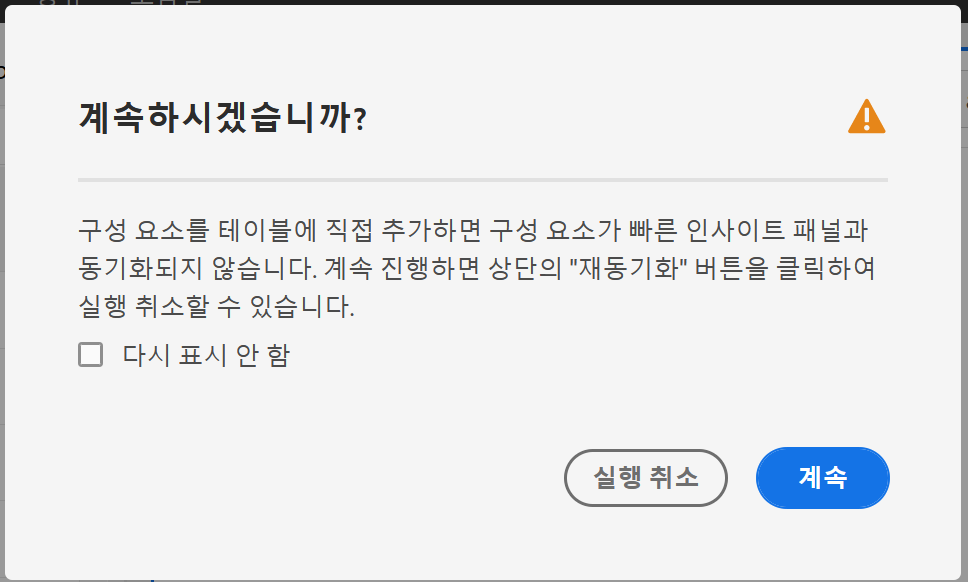 계속하시겠습니까?
구성 요소를 테이블에 직접 추가하면 구성 요소가 빠른 인사이트 패널과
동기화되지 않습니다. 계속 진행하면 상단의 "재동기화" 버튼을 클릭하여
실행 취소할 수 있습니다.
다시 표시 안 함
실행 취소
계속